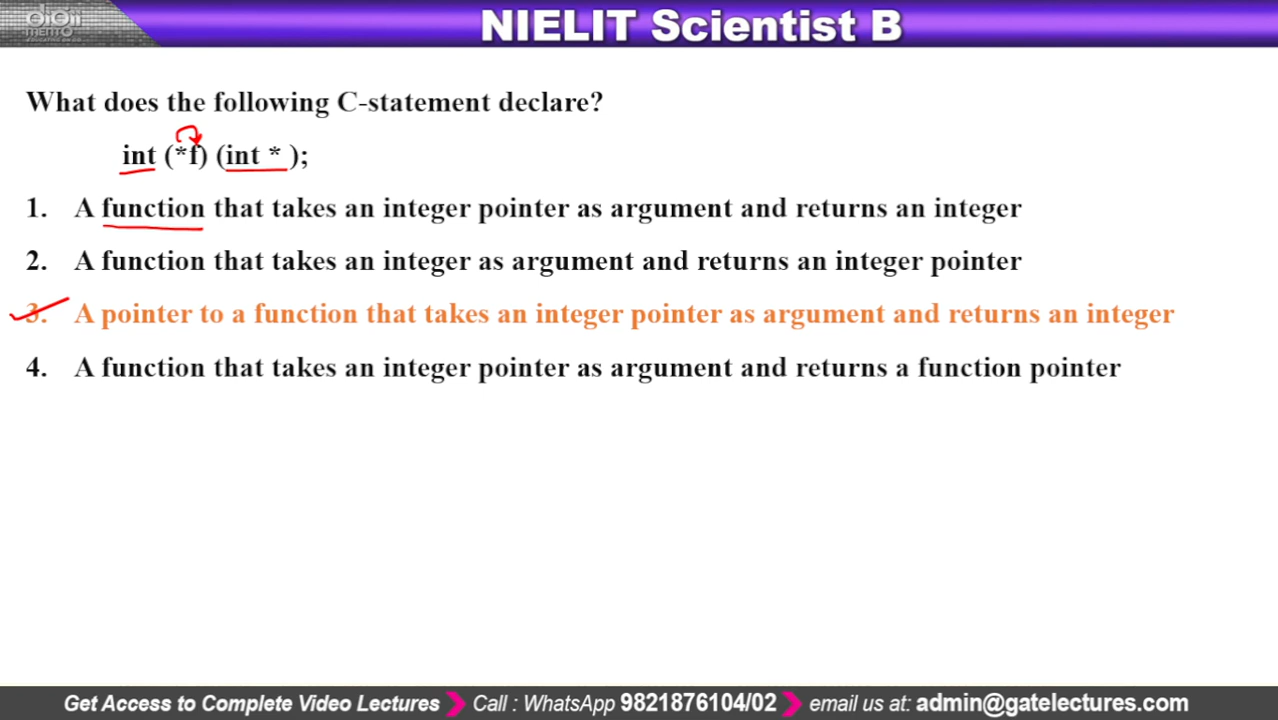 digii
MENTO
EDUCATION CO.
NIELIT Scientist B
What does the following C-statement declare?
int (*f) (int * );
1. A function that takes an integer pointer as argument and returns an integer
2. A function that takes an integer as argument and returns an integer pointer
3. A pointer to a function that takes an integer pointer as argument and returns an integer
4. A function that takes an integer pointer as argument and returns a function pointer
Get Access to Complete Video Lectures Call : WhatsApp 9821876104/02 email us at: admin@gatelectures.com